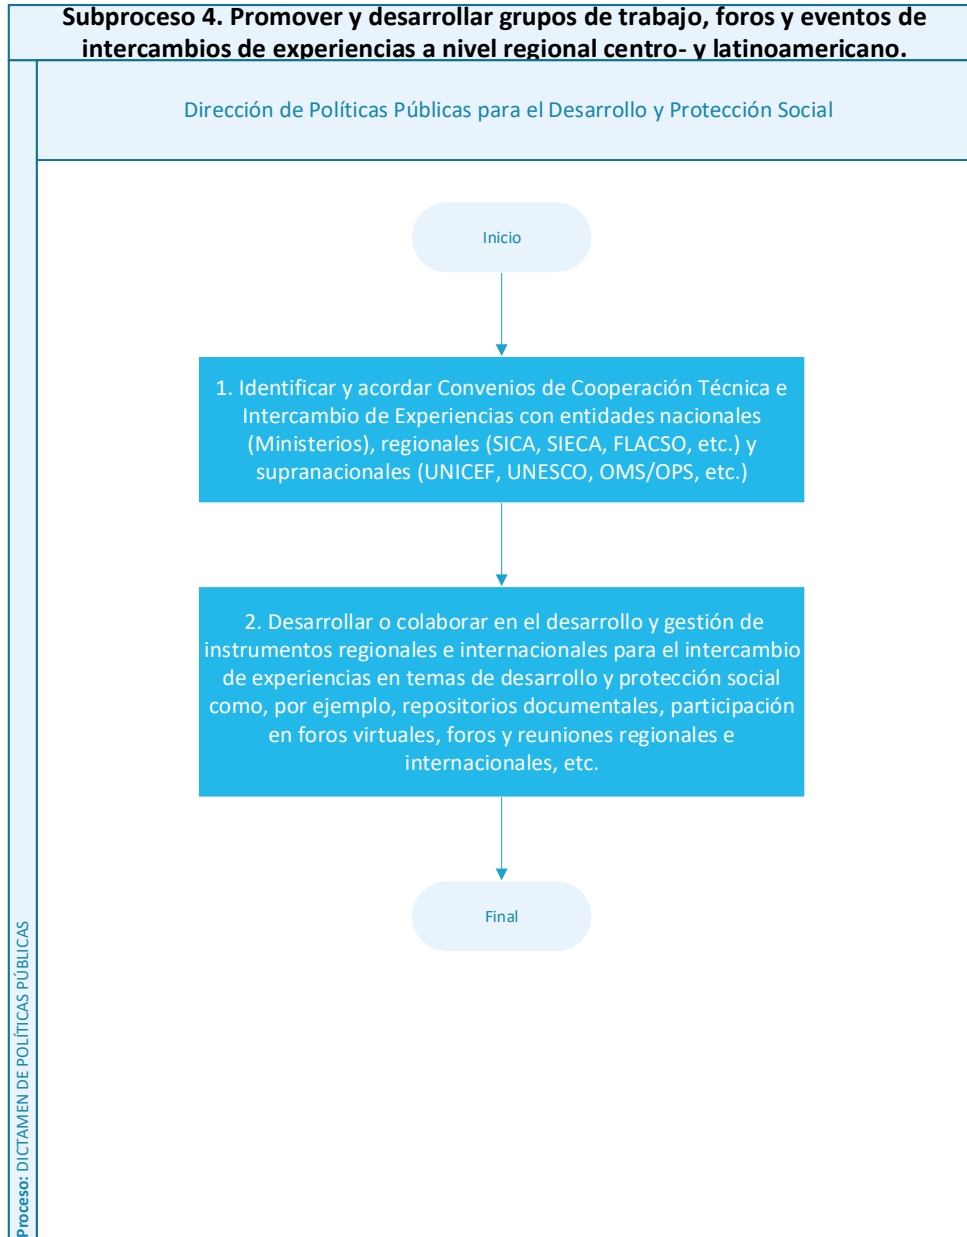 Subproceso 4. Promover y desarrollar grupos de trabajo, foros y eventos de
intercambios de experiencias a nivel regional centro- y latinoamericano.
Dirección de Políticas Públicas para el Desarrollo y Protección Social
Inicio
1. Identificar y acordar Convenios de Cooperación Técnica e
Intercambio de Experiencias con entidades nacionales
(Ministerios), regionales (SICA, SIECA, FLACSO, etc.) y
supranacionales (UNICEF, UNESCO, OMS/OPS, etc.)
2. Desarrollar o colaborar en el desarrollo y gestión de
instrumentos regionales e internacionales para el intercambio
de experiencias en temas de desarrollo y protección social
como, por ejemplo, repositorios documentales, participación
en foros virtuales, foros y reuniones regionales e
internacionales, etc.
Final
Proceso: DICTAMEN DE POLÍTICAS PÚBLICAS